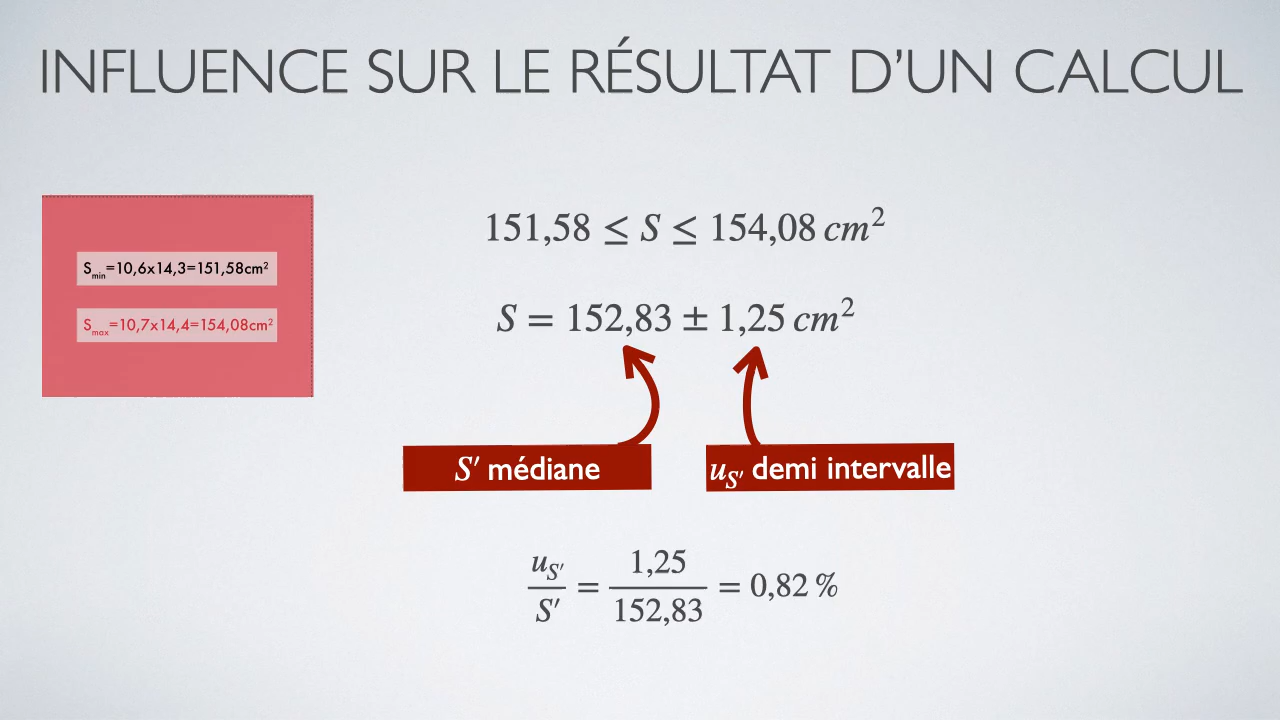 INFLUENCE SUR LE RÉSULTAT D’UN CALCUL
Smin=10,6x14,3=151,58cm²
Smax=10,7x14,4=154,08cm²
151,58 ≤ S ≤ 154,08 cm²
S = 152,83 ± 1,25 cm²
S′ médiane
uS′ demi intervalle
uS′/S′ = 1,25/152,83 = 0,82 %